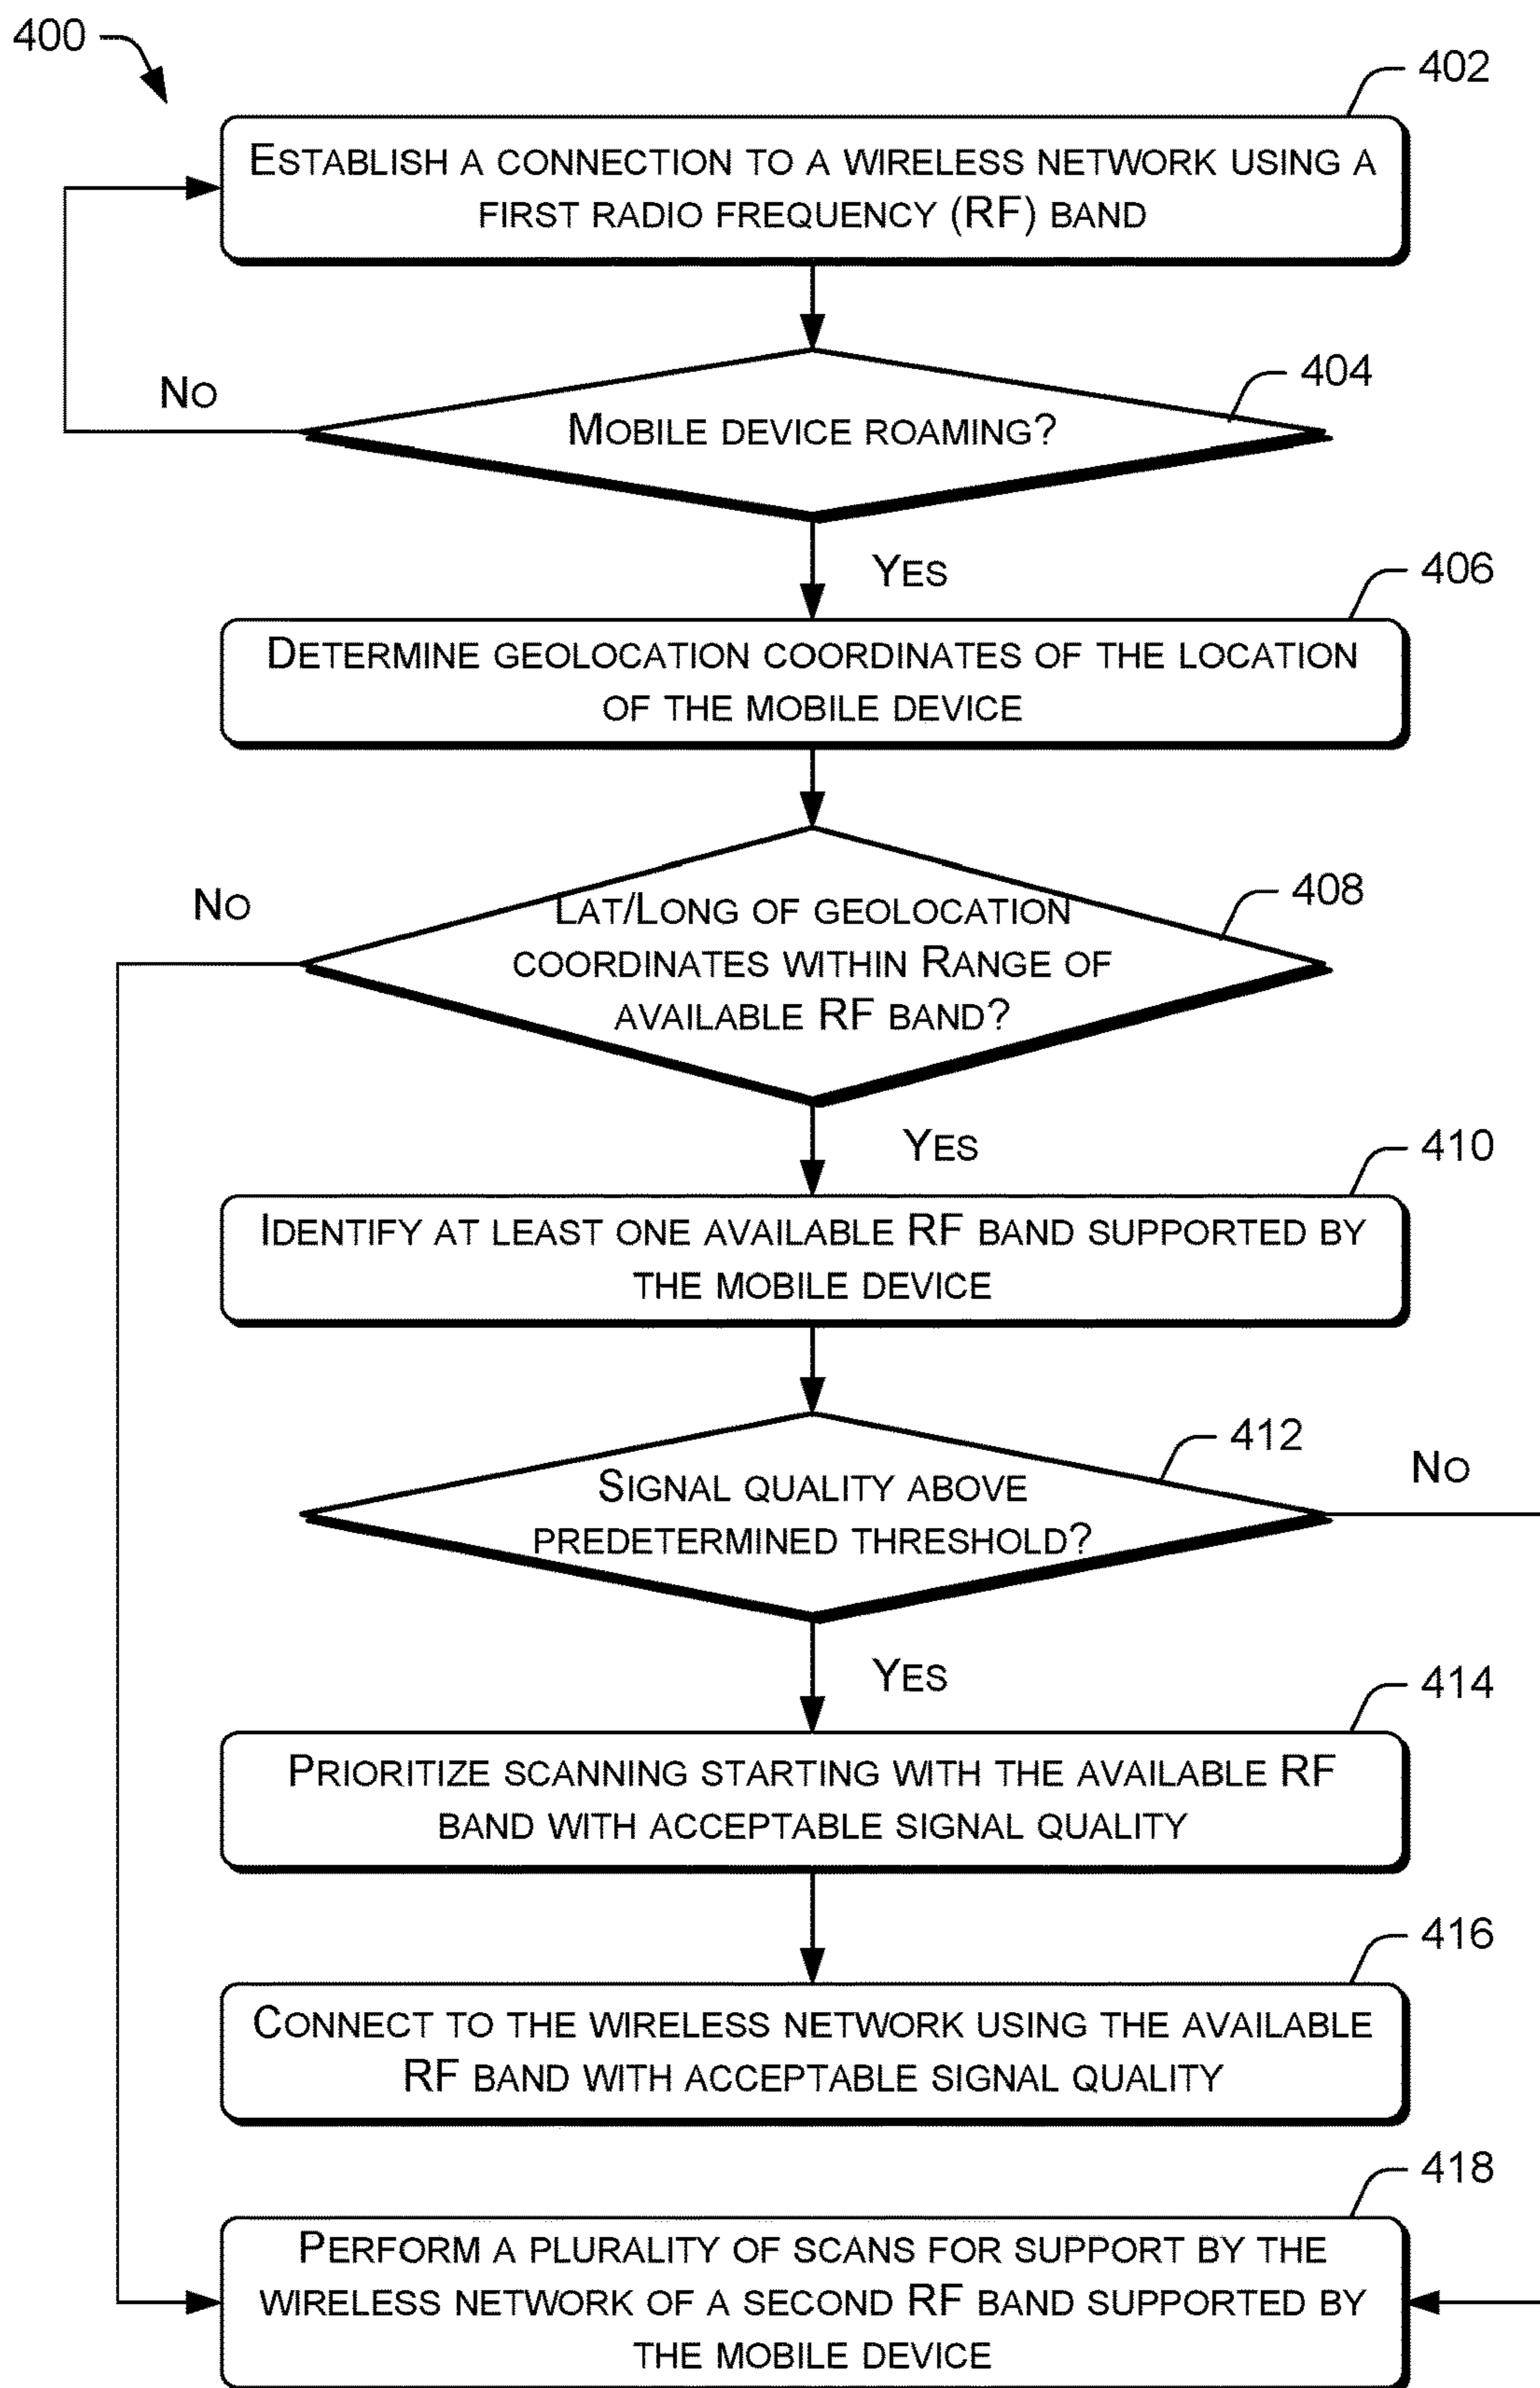 400
402
ESTABLISH A CONNECTION TO A WIRELESS NETWORK USING A
FIRST RADIO FREQUENCY (RF) BAND
404
NO
MOBILE DEVICE ROAMING?
YES
406
DETERMINE GEOLOCATION COORDINATES OF THE LOCATION
OF THE MOBILE DEVICE
408
NO
LAT/LONG OF GEOLOCATION
COORDINATES WITHIN RANGE OF
AVAILABLE RF BAND?
YES
410
IDENTIFY AT LEAST ONE AVAILABLE RF BAND SUPPORTED BY
THE MOBILE DEVICE
412
NO
SIGNAL QUALITY ABOVE
PREDETERMINED THRESHOLD?
YES
414
PRIORITIZE SCANNING STARTING WITH THE AVAILABLE RF
BAND WITH ACCEPTABLE SIGNAL QUALITY
416
CONNECT TO THE WIRELESS NETWORK USING THE AVAILABLE
RF BAND WITH ACCEPTABLE SIGNAL QUALITY
418
PERFORM A PLURALITY OF SCANS FOR SUPPORT BY THE
WIRELESS NETWORK OF A SECOND RF BAND SUPPORTED BY
THE MOBILE DEVICE